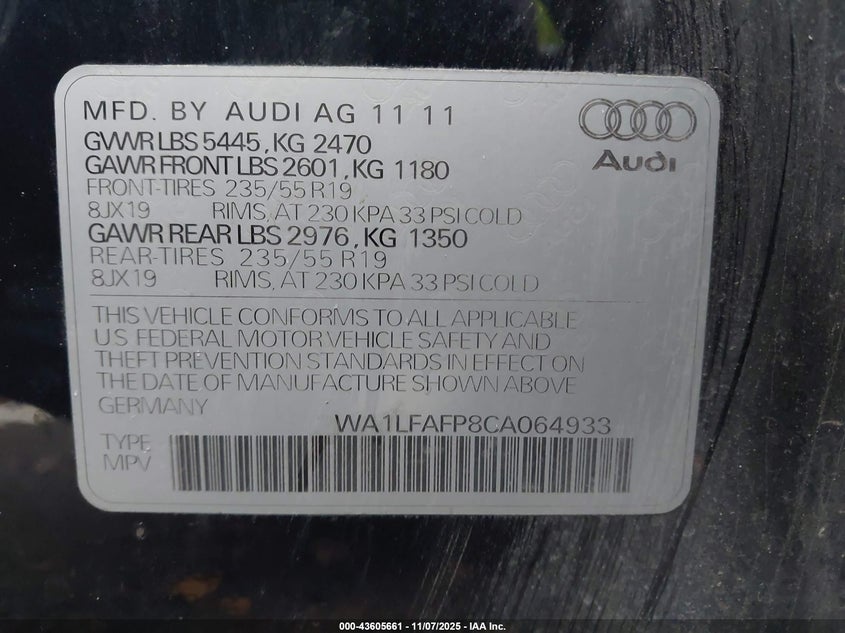 MFD. BY AUDI AG 11 11
GVWR LBS 5445, KG 2470
GAWR FRONT LBS 2601, KG 1180
FRONT-TIRES 235/55 R19
8JX19 RIMS, AT 230 KPA 33 PSI COLD
GAWR REAR LBS 2976, KG 1350
REAR-TIRES 235/55 R19
8JX19 RIMS, AT 230 KPA 33 PSI COLD
Audi
THIS VEHICLE CONFORMS TO ALL APPLICABLE
U.S. FEDERAL MOTOR VEHICLE SAFETY AND
THEFT PREVENTION STANDARDS IN EFFECT ON
THE DATE OF MANUFACTURE SHOWN ABOVE
GERMANY
WA1LFAFP8CA064933
TYPE
MPV
000-43605661 - 11/07/2025 - IAA Inc.